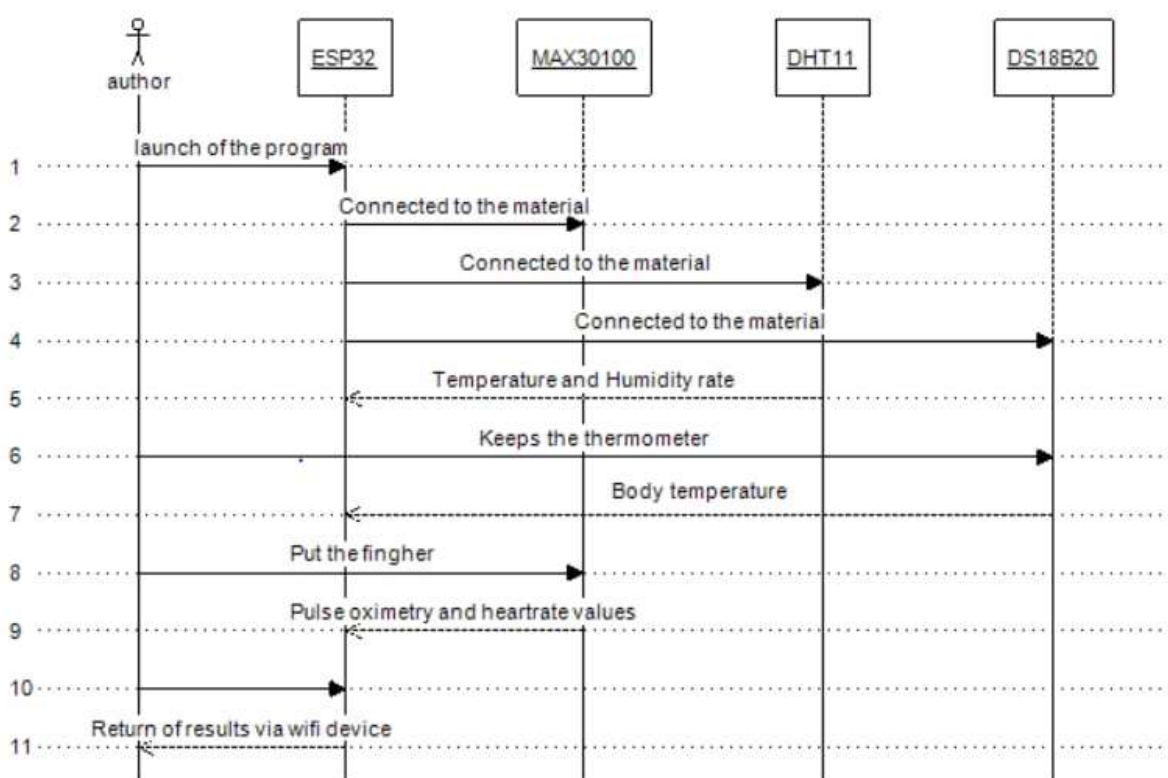 author
ESP32
MAX30100
DHT11
DS18B20
launch of the program
1
Connected to the material
2
Connected to the material
3
Connected to the material
4
Temperature and Humidity rate
5
Keeps the thermometer
6
Body temperature
7
Put the fingher
8
Pulse oximetry and heartrate values
9
10
Return of results via wifi device
11